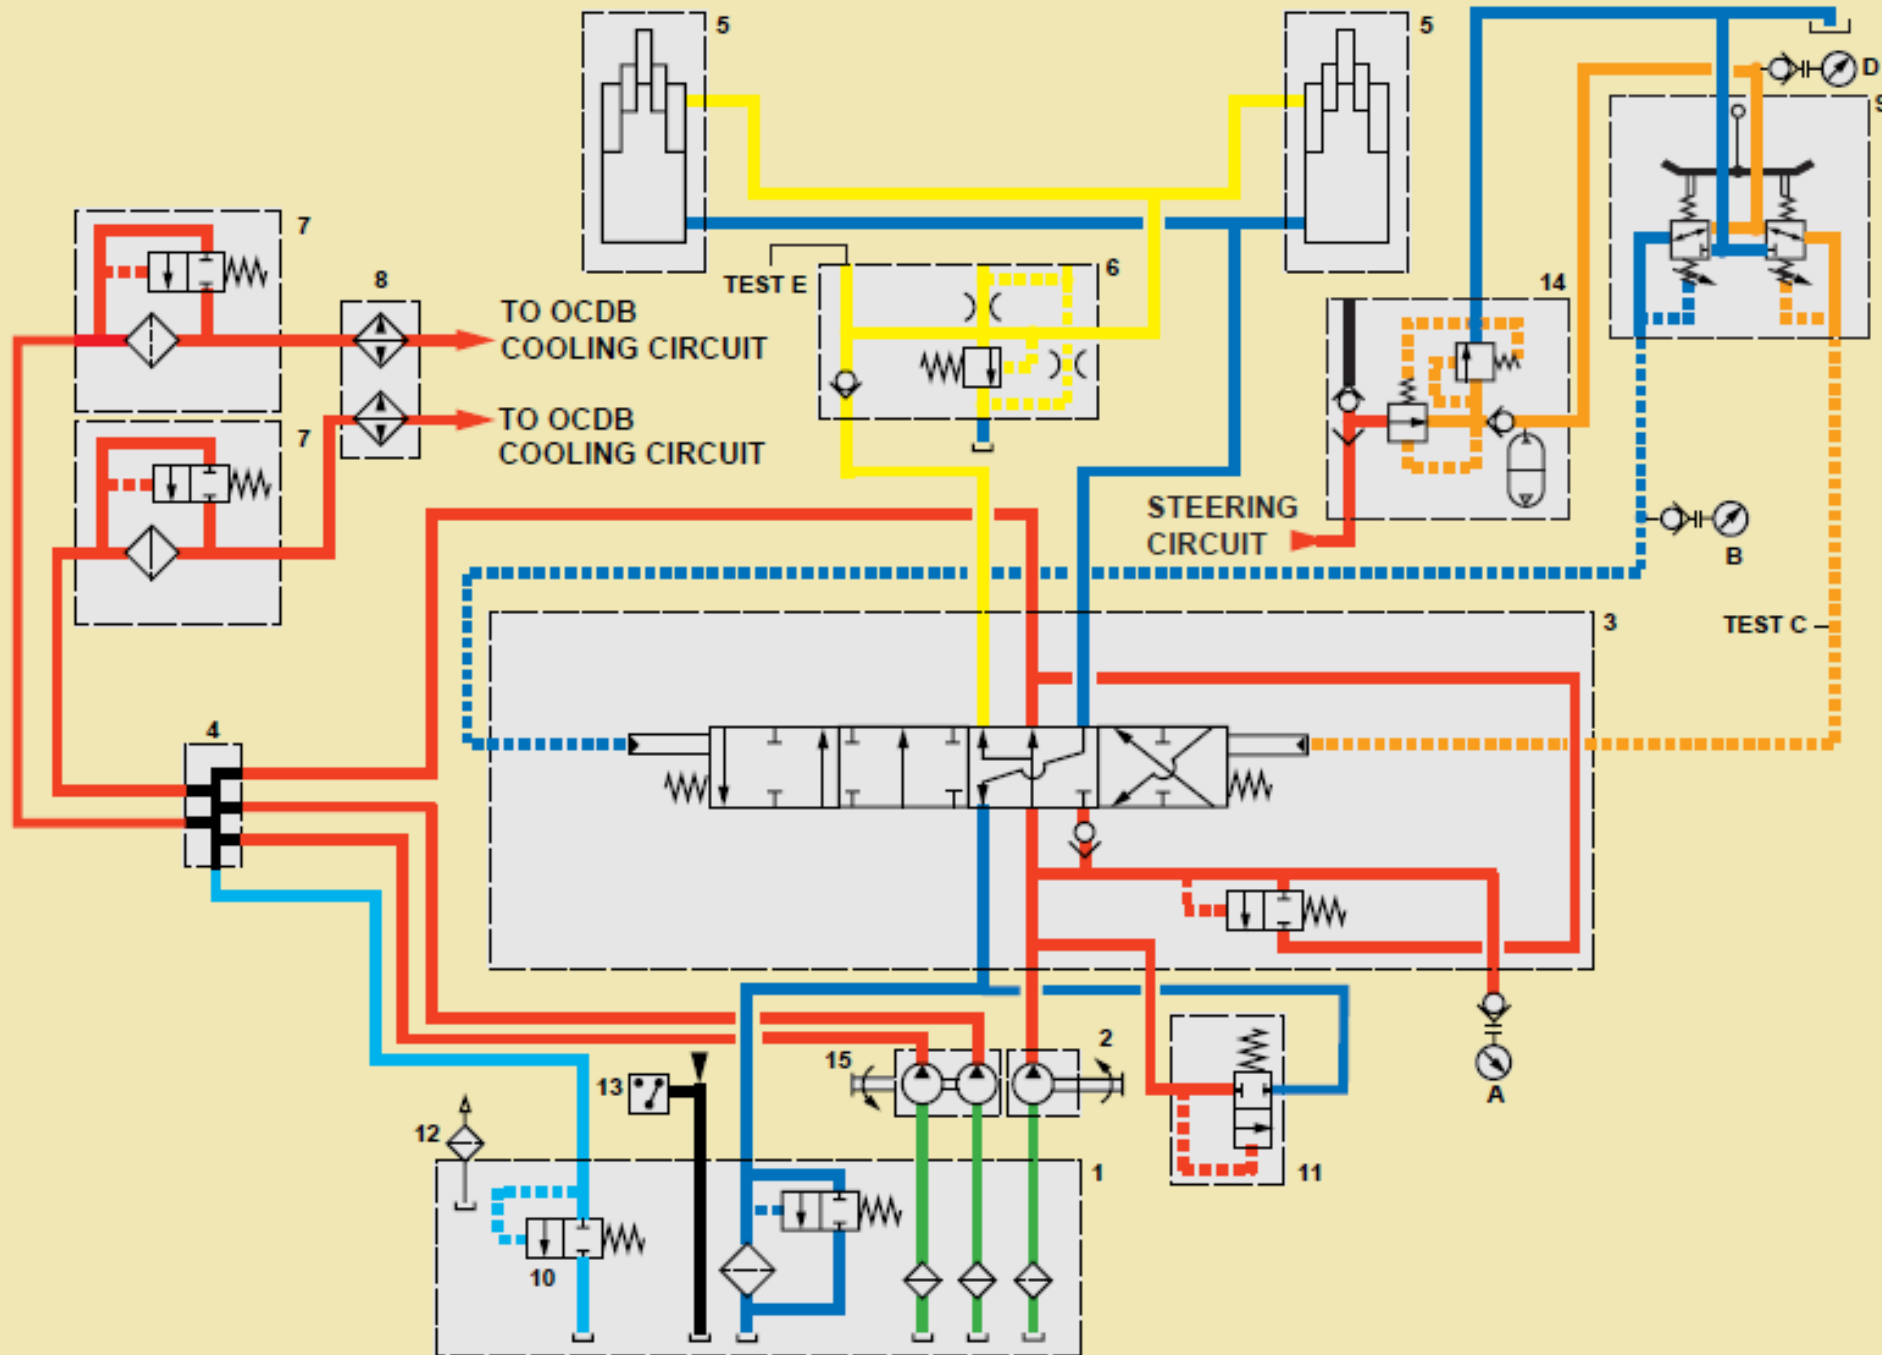 5
5
D
9
7
8
TEST E
6
14
TO OCDB
COOLING CIRCUIT
TO OCDB
COOLING CIRCUIT
7
STEERING
CIRCUIT
B
3
TEST C
4
15
2
13
A
12
1
11
10